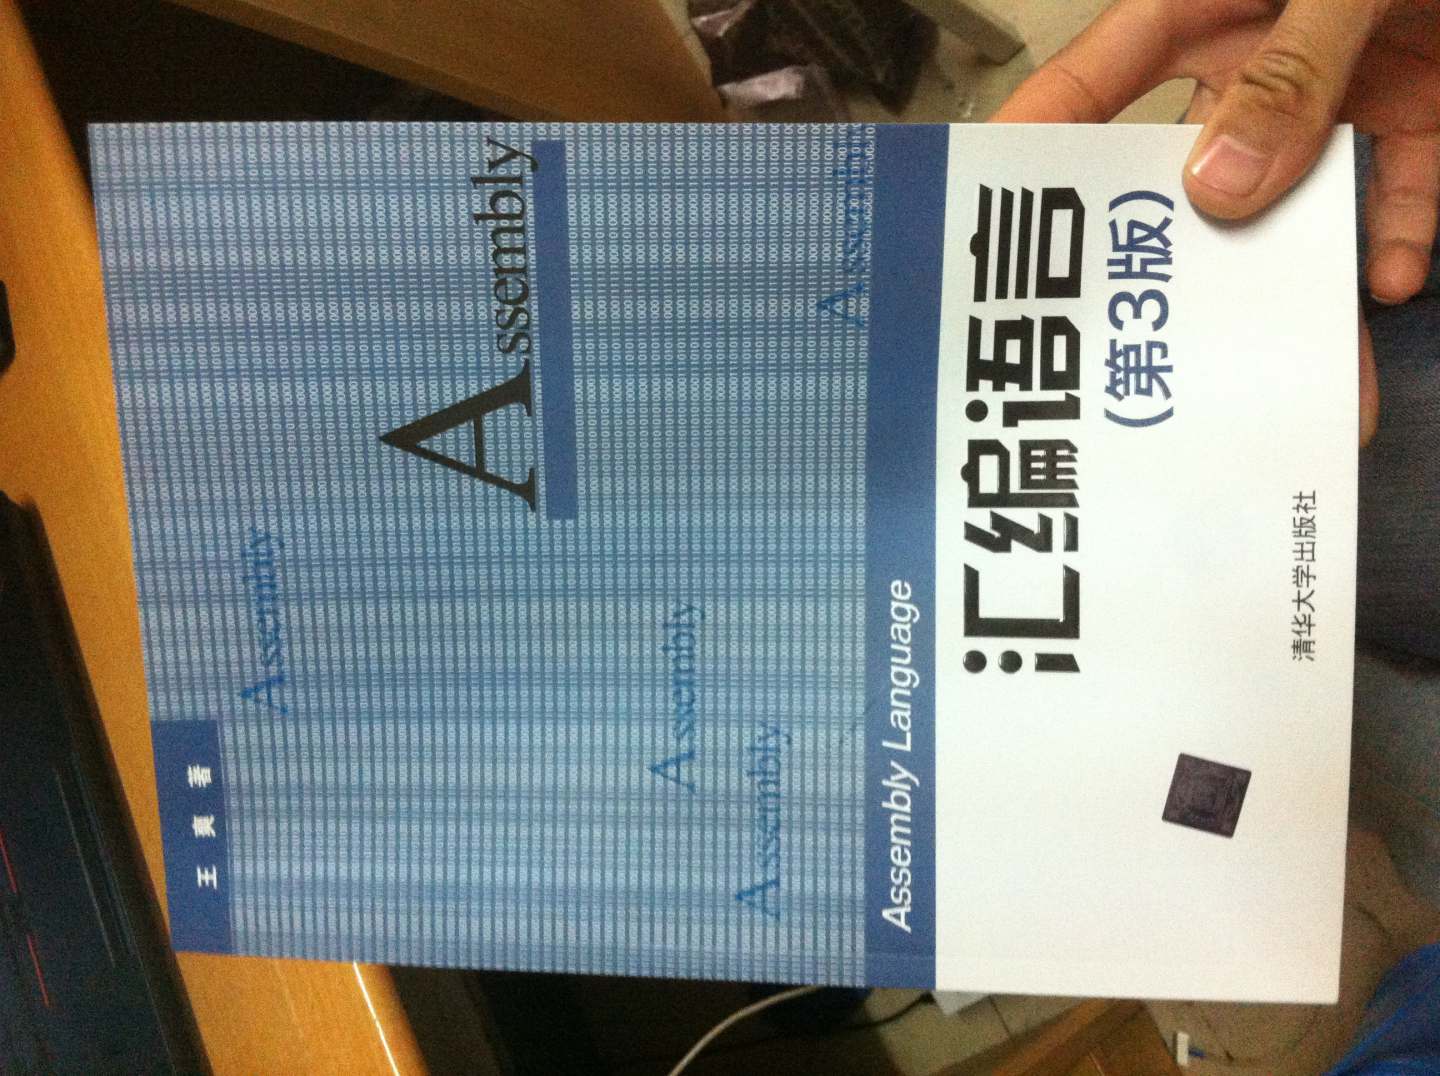 王 爽 著
Assembly
Assembly
Assembly
Assembly
Assembly
Assembly Language
汇编语言
(第3版)
清华大学出版社